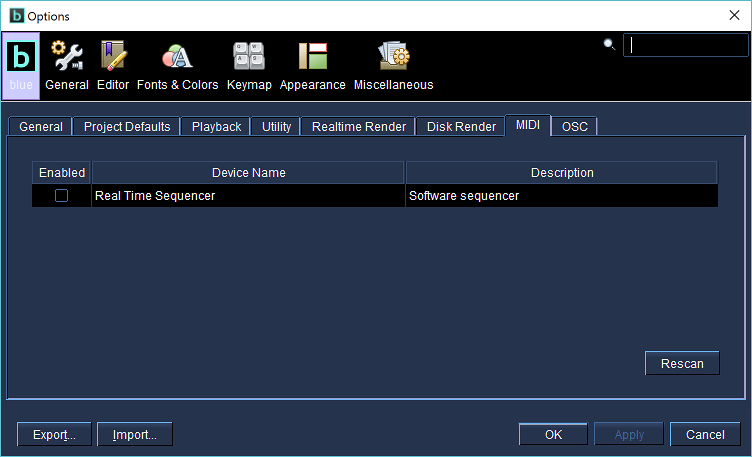 Options
blue General Editor Fonts & Colors Keymap Appearance Miscellaneous
General Project Defaults Playback Utility Realtime Render Disk Render MIDI OSC
Enabled Device Name Description
Real Time Sequencer Software sequencer
Rescan
Export... Import... OK Apply Cancel